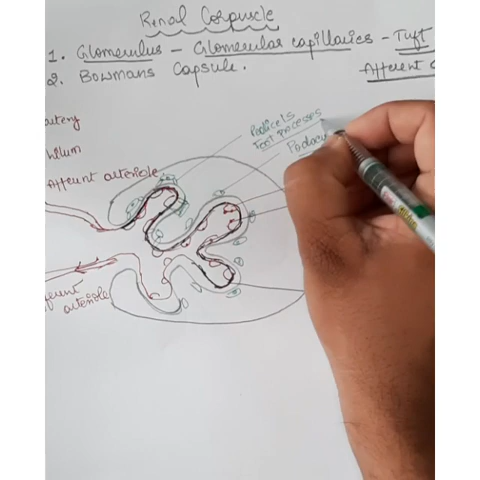 Renal Corpuscle
1. Glomerulus - Glomerular capillaries - Tuft
2. Bowmans Capsule.
Afferent
artery
hilum
Afferent arteriole
Pedicels
Foot processes
Podocy
ferent
arteriole